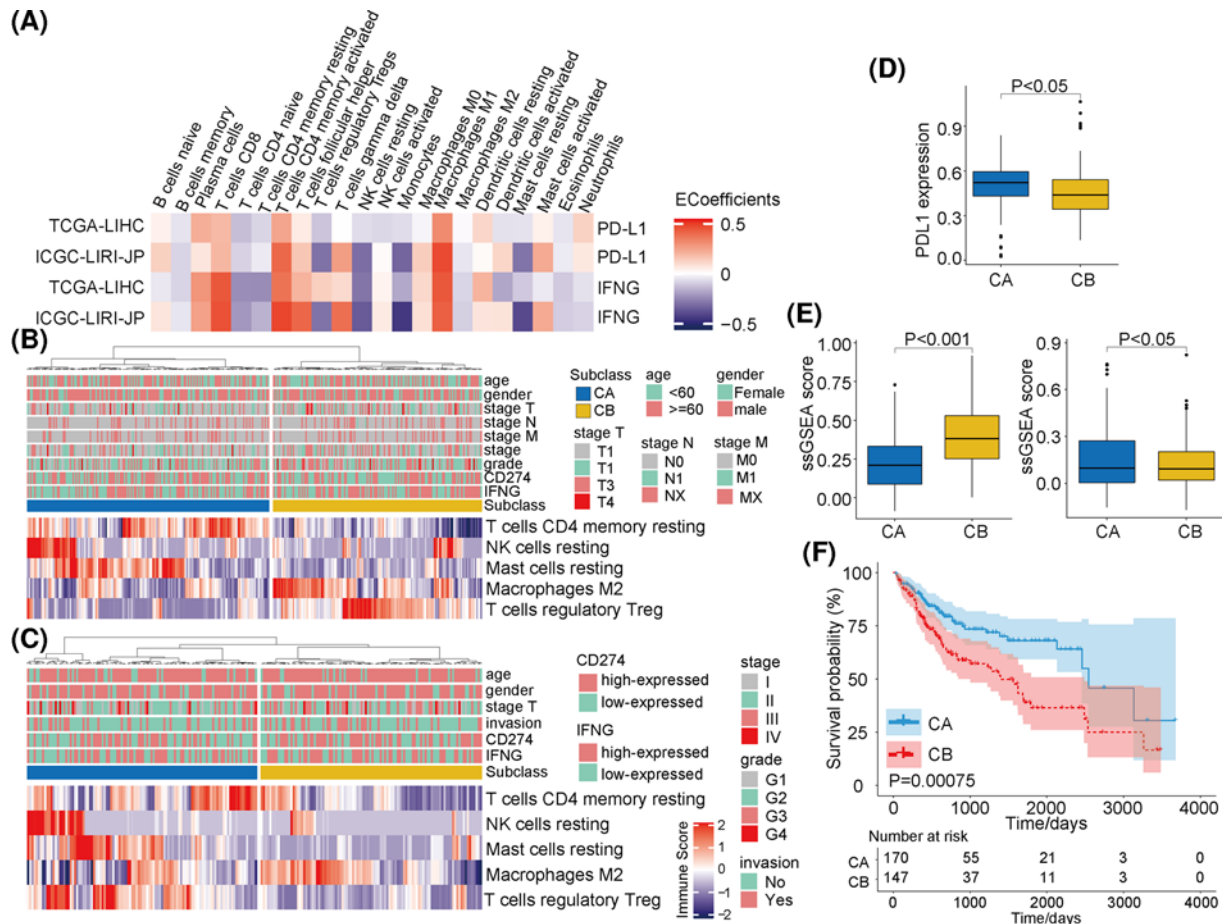 (A)
B cells naive
B cells memory
Plasma cells
T cells CD8
T cells CD4 naive
T cells CD4 memory resting
T cells CD4 memory activated
T cells follicular helper
T cells regulatory Tregs
T cells gamma delta
NK cells resting
NK cells activated
Monocytes
Macrophages M0
Macrophages M1
Macrophages M2
Dendritic cells resting
Dendritic cells activated
Mast cells resting
Mast cells activated
Eosinophils
Neutrophils
TCGA-LIHC PD-L1
ICGC-LIRI-JP PD-L1
TCGA-LIHC IFNG
ICGC-LIRI-JP IFNG
ECoefficients
0.5
0
−0.5
(B)
age
gender
stage T
stage N
stage M
stage
grade
CD274
IFNG
Subclass
T cells CD4 memory resting
NK cells resting
Mast cells resting
Macrophages M2
T cells regulatory Treg
Subclass
CA
CB
age
<60
>=60
gender
Female
male
stage T
T1
T1
T3
T4
stage N
N0
N1
NX
stage M
M0
M1
MX
(C)
age
gender
stage T
invasion
CD274
IFNG
Subclass
T cells CD4 memory resting
NK cells resting
Mast cells resting
Macrophages M2
T cells regulatory Treg
CD274
high-expressed
low-expressed
IFNG
high-expressed
low-expressed
Immune Score
2
1
0
−1
−2
stage
I
II
III
IV
grade
G1
G2
G3
G4
invasion
No
Yes
(D)
P<0.05
PDL1 expression
0.9
0.6
0.3
0.0
CA CB
(E)
P<0.001
ssGSEA score
1.00
0.75
0.50
0.25
0.00
CA CB
P<0.05
ssGSEA score
0.9
0.6
0.3
0.0
CA CB
(F)
Survival probability (%)
100
75
50
25
0
CA
CB
P=0.00075
0 1000 2000 3000 4000
Time/days
Number at risk
CA 170 55 21 3 0
CB 147 37 11 3 0
0 1000 2000 3000 4000
Time/days